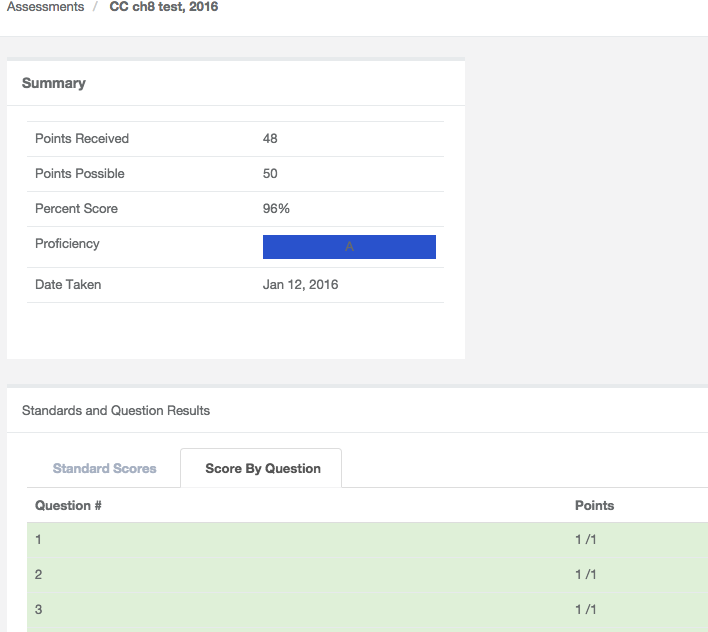 Assessments / CC ch8 test, 2016
Summary
Points Received 48
Points Possible 50
Percent Score 96%
Proficiency A
Date Taken Jan 12, 2016
Standards and Question Results
Standard Scores Score By Question
Question # Points
1 1 /1
2 1 /1
3 1 /1